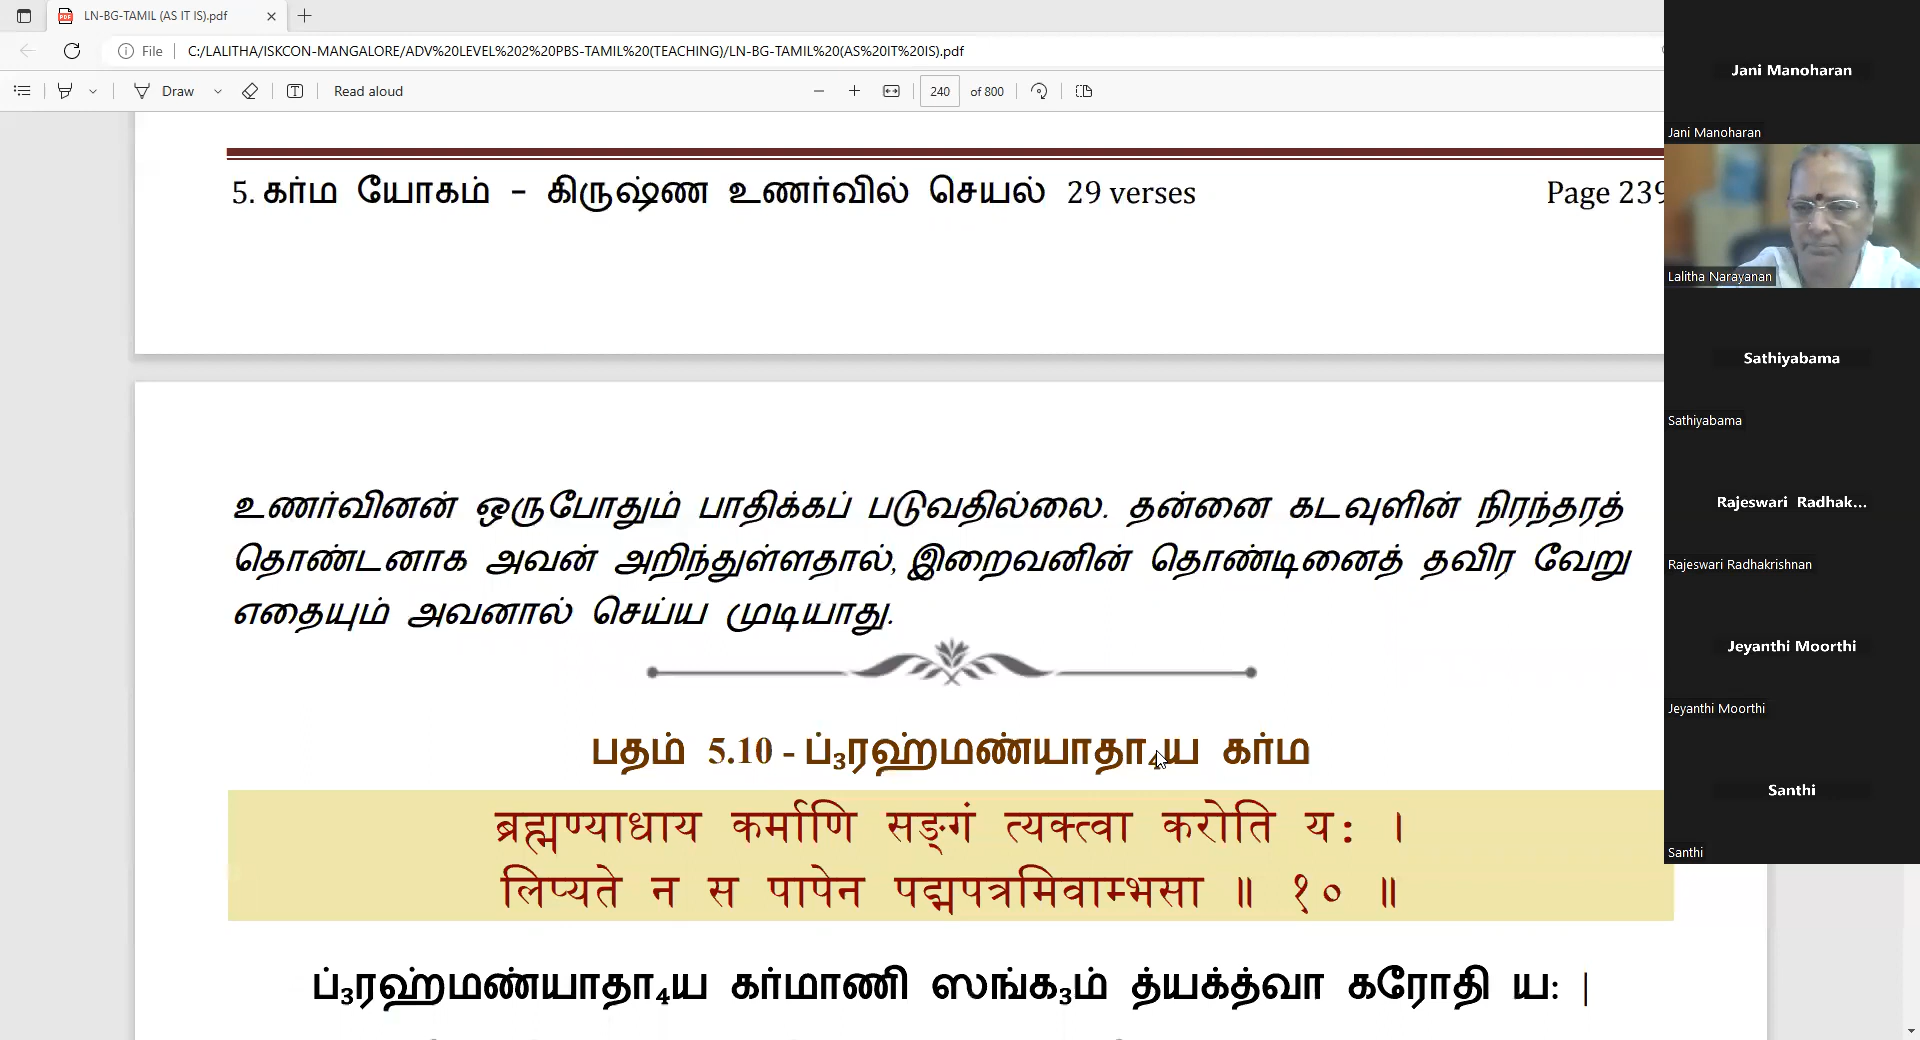 LN-BG-TAMIL (AS IT IS).pdf
File C:/LALITHA/ISKCON-MANGALORE/ADV%20LEVEL%202%20PBS-TAMIL%20(TEACHING)/LN-BG-TAMIL%20(AS%20IT%20IS).pdf
Draw Read aloud 240 of 800
5. கர்ம யோகம் – கிருஷ்ண உணர்வில் செயல் 29 verses Page 239
உணர்வினன் ஒருபோதும் பாதிக்கப் படுவதில்லை. தன்னை கடவுளின் நிரந்தரத்
தொண்டனாக அவன் அறிந்துள்ளதால், இறைவனின் தொண்டினைத் தவிர வேறு
எதையும் அவனால் செய்ய முடியாது.
பதம் 5.10 - ப்₃ரஹ்மண்யாதா₄ய கர்ம
ब्रह्मण्याधाय कर्माणि सङ्गं त्यक्त्वा करोति य: ।
लिप्यते न स पापेन पद्मपत्रमिवाम्भसा ॥ १० ॥
ப்₃ரஹ்மண்யாதா₄ய கர்மாணி ஸங்க₃ம் த்யக்த்வா கரோதி ய: |
Jani Manoharan
Jani Manoharan
Lalitha Narayanan
Sathiyabama
Sathiyabama
Rajeswari Radhak...
Rajeswari Radhakrishnan
Jeyanthi Moorthi
Jeyanthi Moorthi
Santhi
Santhi